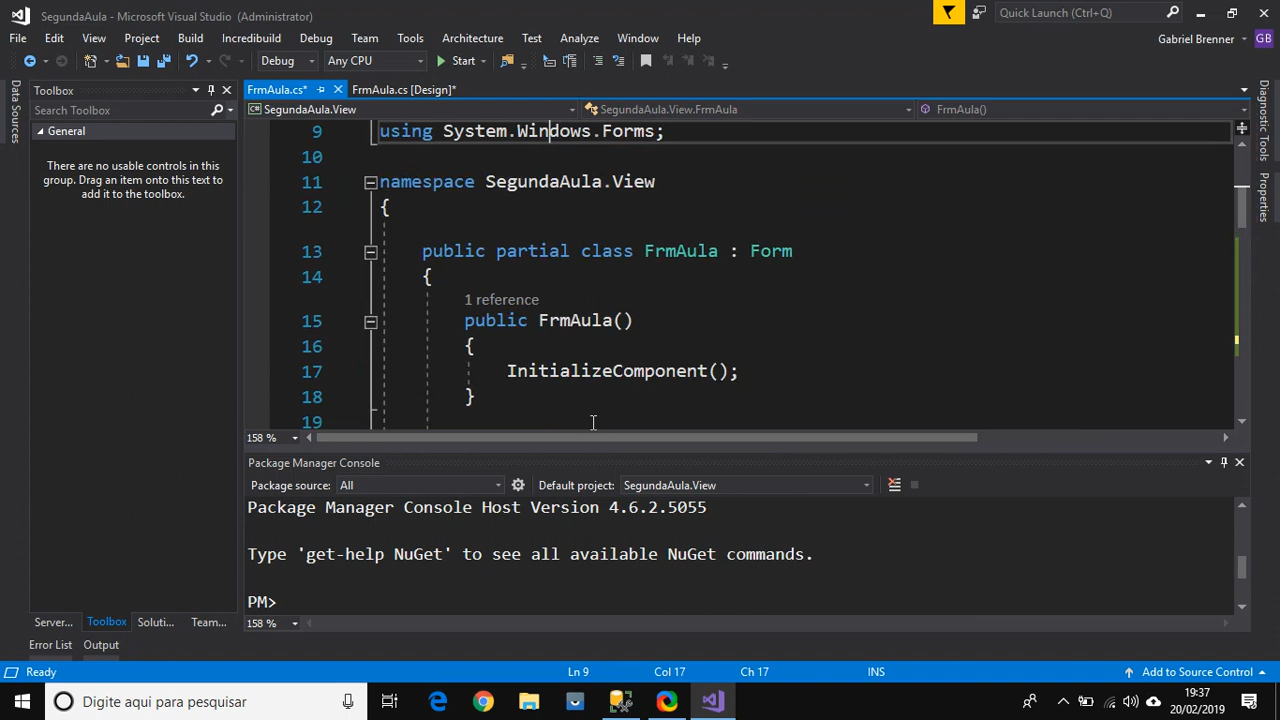 SegundaAula - Microsoft Visual Studio (Administrator)
Quick Launch (Ctrl+Q)
File Edit View Project Build Incredibuild Debug Team Tools Architecture Test Analyze Window Help
Gabriel Brenner GB
Debug Any CPU Start
Data Sources
Toolbox
Search Toolbox
General
There are no usable controls in this
group. Drag an item onto this text to
add it to the toolbox.
FrmAula.cs* FrmAula.cs [Design]*
SegundaAula.View SegundaAula.View.FrmAula FrmAula()
9 using System.Windows.Forms;
10
11 namespace SegundaAula.View
12 {
13 public partial class FrmAula : Form
14 {
1 reference
15 public FrmAula()
16 {
17 InitializeComponent();
18 }
19
158 %
Diagnostic Tools
Properties
Package Manager Console
Package source: All Default project: SegundaAula.View
Package Manager Console Host Version 4.6.2.5055
Type 'get-help NuGet' to see all available NuGet commands.
PM>
158 %
Server... Toolbox Soluti... Team...
Error List Output
Ready Ln 9 Col 17 Ch 17 INS Add to Source Control
Digite aqui para pesquisar
19:37
20/02/2019